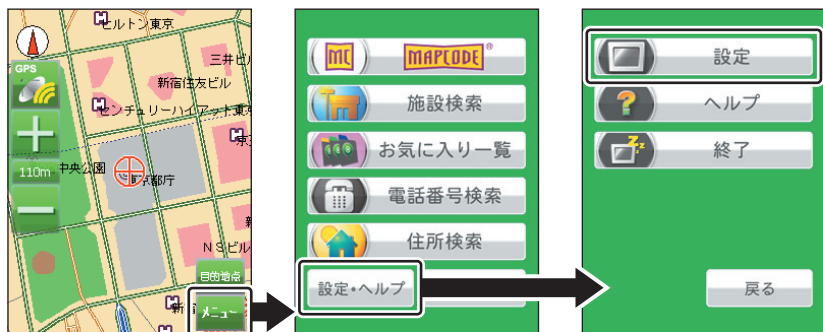 ヒルトン東京
三井ビ
GPS
新宿住友ビル
センチュリーハイアット東京
110m
中央公園
東京都庁
NSビル
目的地点
メニュー
MC MAPCODE®
施設検索
お気に入り一覧
電話番号検索
住所検索
設定・ヘルプ
設定
ヘルプ
終了
戻る